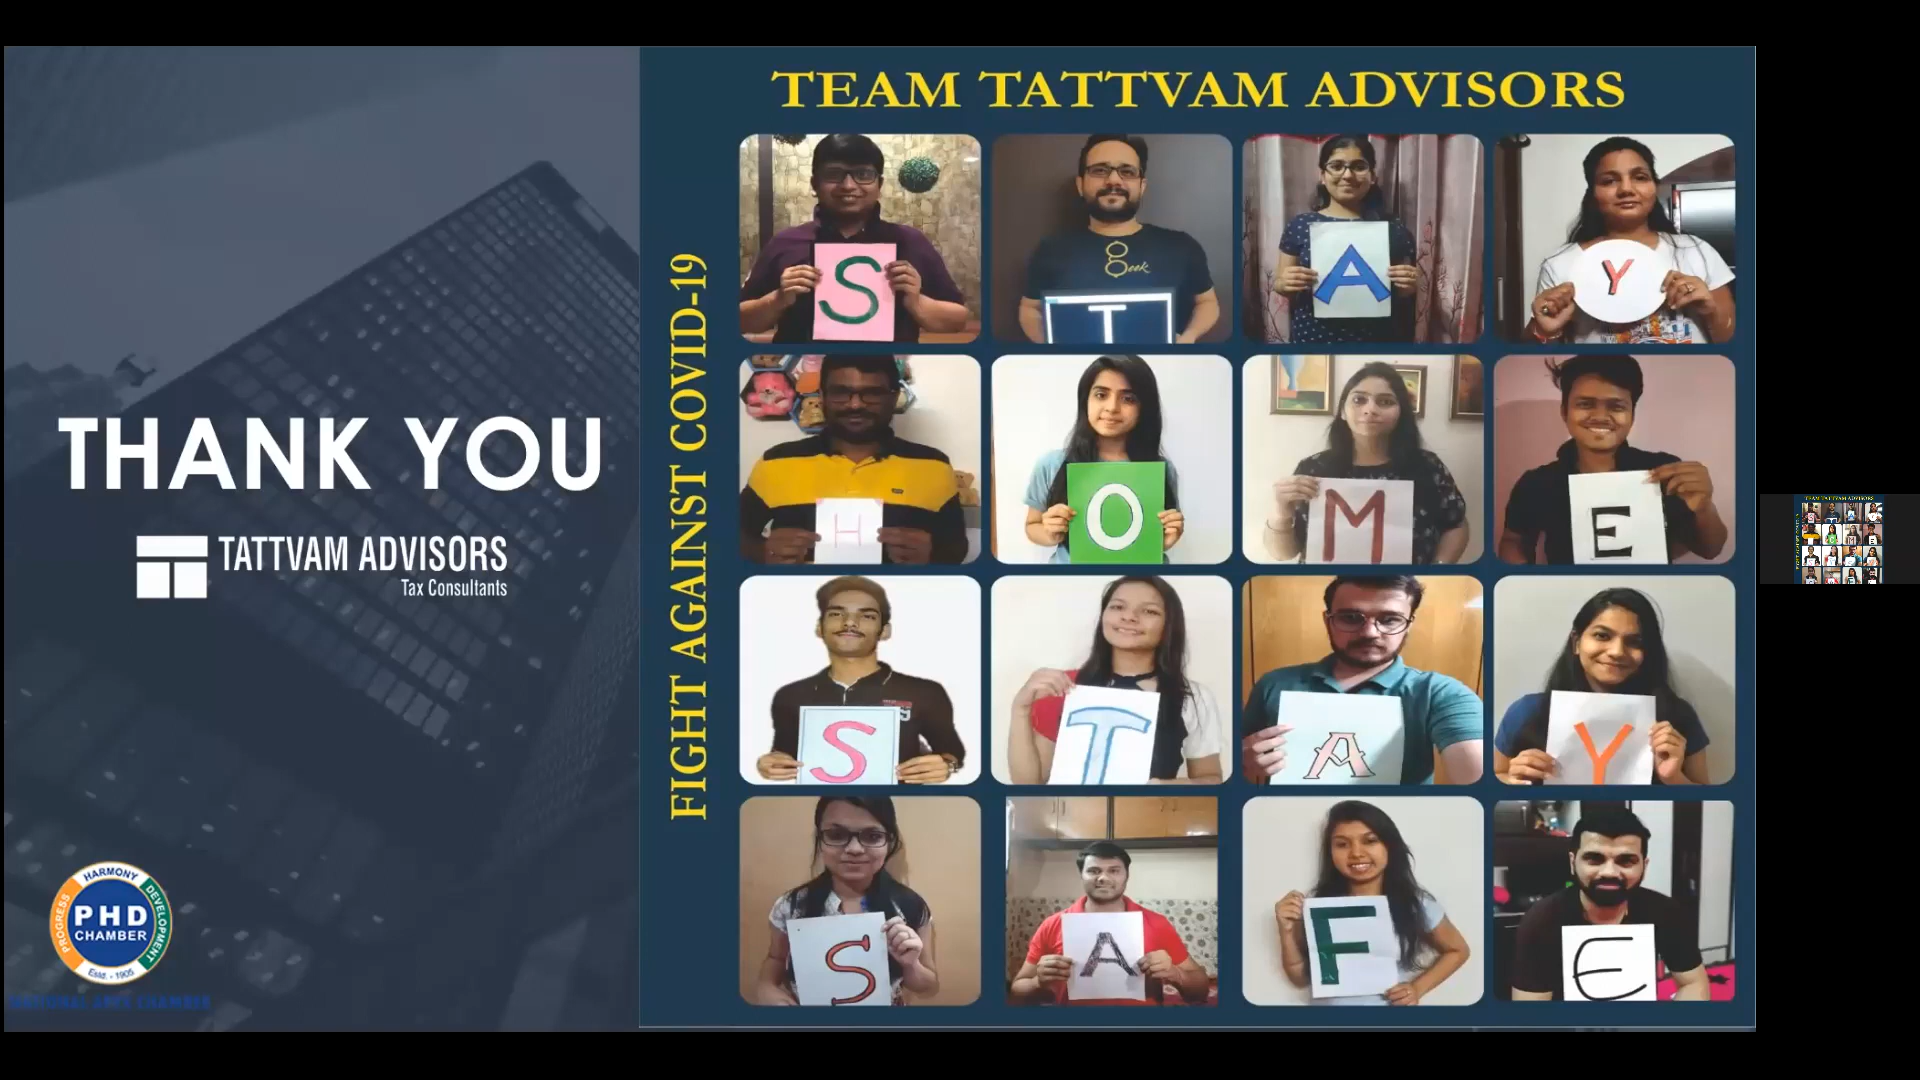 THANK YOU
TATTVAM ADVISORS
Tax Consultants
HARMONY
PROGRESS
DEVELOPMENT
PHD
CHAMBER
Estd. - 1905
TEAM TATTVAM ADVISORS
FIGHT AGAINST COVID-19
S T A Y
Geek
H O M E
S T A Y
S A F E